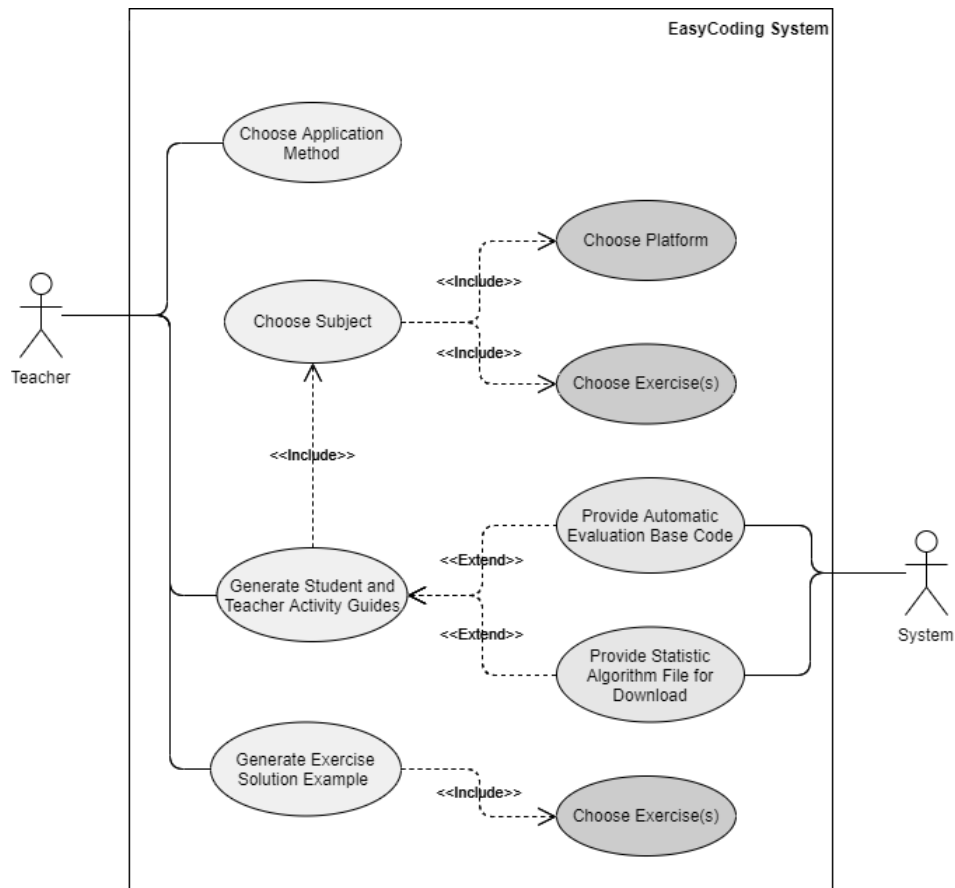 EasyCoding System
Choose Application
Method
Choose Platform
<<Include>>
Choose Subject
<<Include>>
Choose Exercise(s)
Teacher
<<Include>>
Provide Automatic
Evaluation Base Code
<<Extend>>
Generate Student and
Teacher Activity Guides
<<Extend>>
System
Provide Statistic
Algorithm File for
Download
Generate Exercise
Solution Example
<<Include>>
Choose Exercise(s)